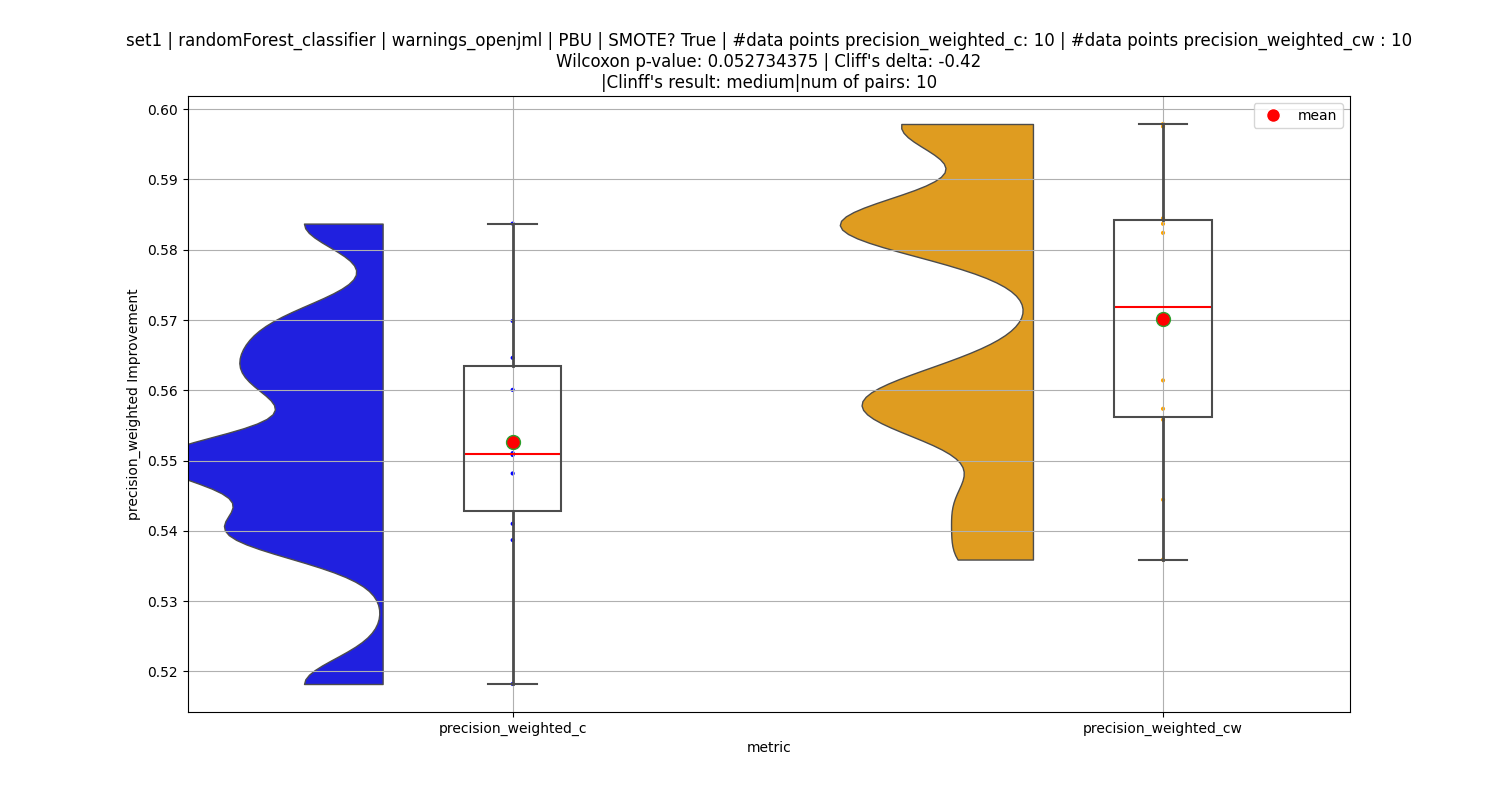 set1 | randomForest_classifier | warnings_openjml | PBU | SMOTE? True | #data points precision_weighted_c: 10 | #data points precision_weighted_cw : 10
Wilcoxon p-value: 0.052734375 | Cliff's delta: -0.42
|Clinff's result: medium|num of pairs: 10
mean
0.60
0.59
0.58
0.57
0.56
0.55
0.54
0.53
0.52
precision_weighted Improvement
precision_weighted_c
precision_weighted_cw
metric